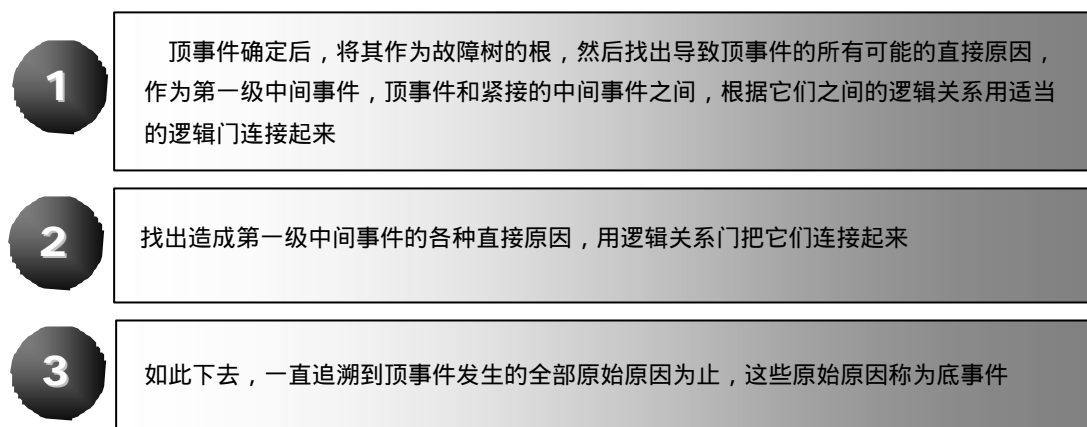 1
顶事件确定后，将其作为故障树的根，然后找出导致顶事件的所有可能的直接原因，
作为第一级中间事件，顶事件和紧接的中间事件之间，根据它们之间的逻辑关系用适当
的逻辑门连接起来
2
找出造成第一级中间事件的各种直接原因，用逻辑关系门把它们连接起来
3
如此下去，一直追溯到顶事件发生的全部原始原因为止，这些原始原因称为底事件